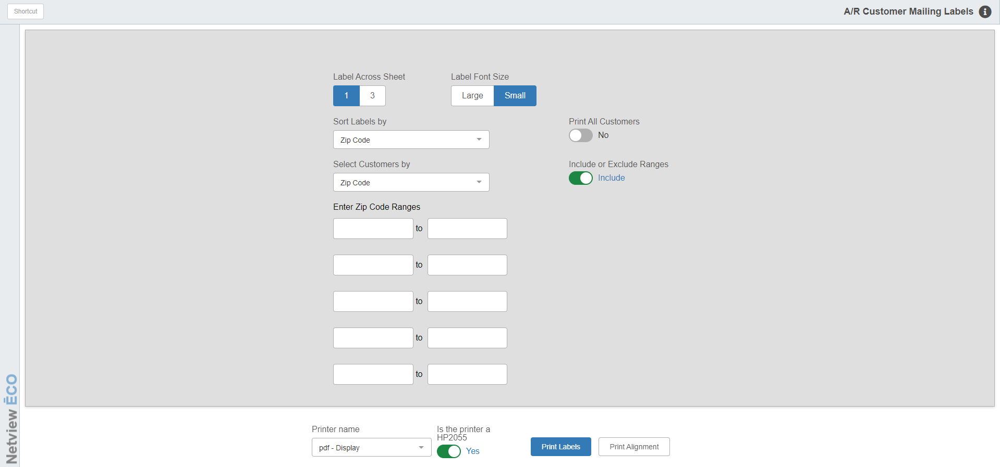 Shortcut
A/R Customer Mailing Labels
Label Across Sheet
Label Font Size
1
3
Large
Small
Sort Labels by
Print All Customers
Zip Code
No
Select Customers by
Include or Exclude Ranges
Zip Code
Include
Enter Zip Code Ranges
to
to
to
to
to
Netview ĒCO
Printer name
Is the printer a
HP2055
pdf - Display
Yes
Print Labels
Print Alignment